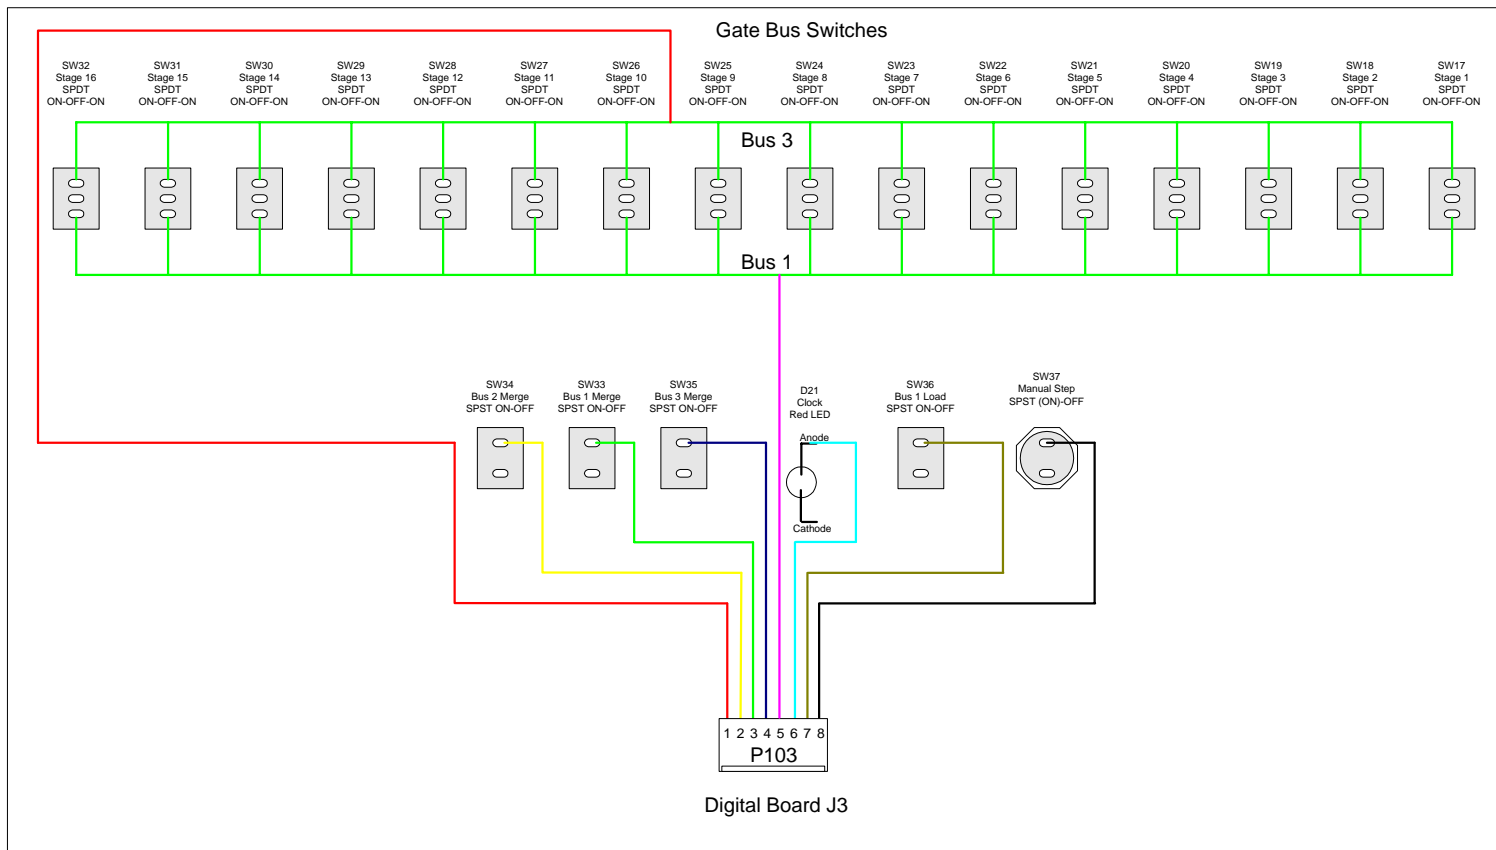 Gate Bus Switches
SW32
Stage 16
SPDT
ON-OFF-ON
SW31
Stage 15
SPDT
ON-OFF-ON
SW30
Stage 14
SPDT
ON-OFF-ON
SW29
Stage 13
SPDT
ON-OFF-ON
SW28
Stage 12
SPDT
ON-OFF-ON
SW27
Stage 11
SPDT
ON-OFF-ON
SW26
Stage 10
SPDT
ON-OFF-ON
SW25
Stage 9
SPDT
ON-OFF-ON
SW24
Stage 8
SPDT
ON-OFF-ON
SW23
Stage 7
SPDT
ON-OFF-ON
SW22
Stage 6
SPDT
ON-OFF-ON
SW21
Stage 5
SPDT
ON-OFF-ON
SW20
Stage 4
SPDT
ON-OFF-ON
SW19
Stage 3
SPDT
ON-OFF-ON
SW18
Stage 2
SPDT
ON-OFF-ON
SW17
Stage 1
SPDT
ON-OFF-ON
Bus 3
Bus 1
SW34
Bus 2 Merge
SPST ON-OFF
SW33
Bus 1 Merge
SPST ON-OFF
SW35
Bus 3 Merge
SPST ON-OFF
D21
Clock
Red LED
Anode
Cathode
SW36
Bus 1 Load
SPST ON-OFF
SW37
Manual Step
SPST (ON)-OFF
1 2 3 4 5 6 7 8
P103
Digital Board J3